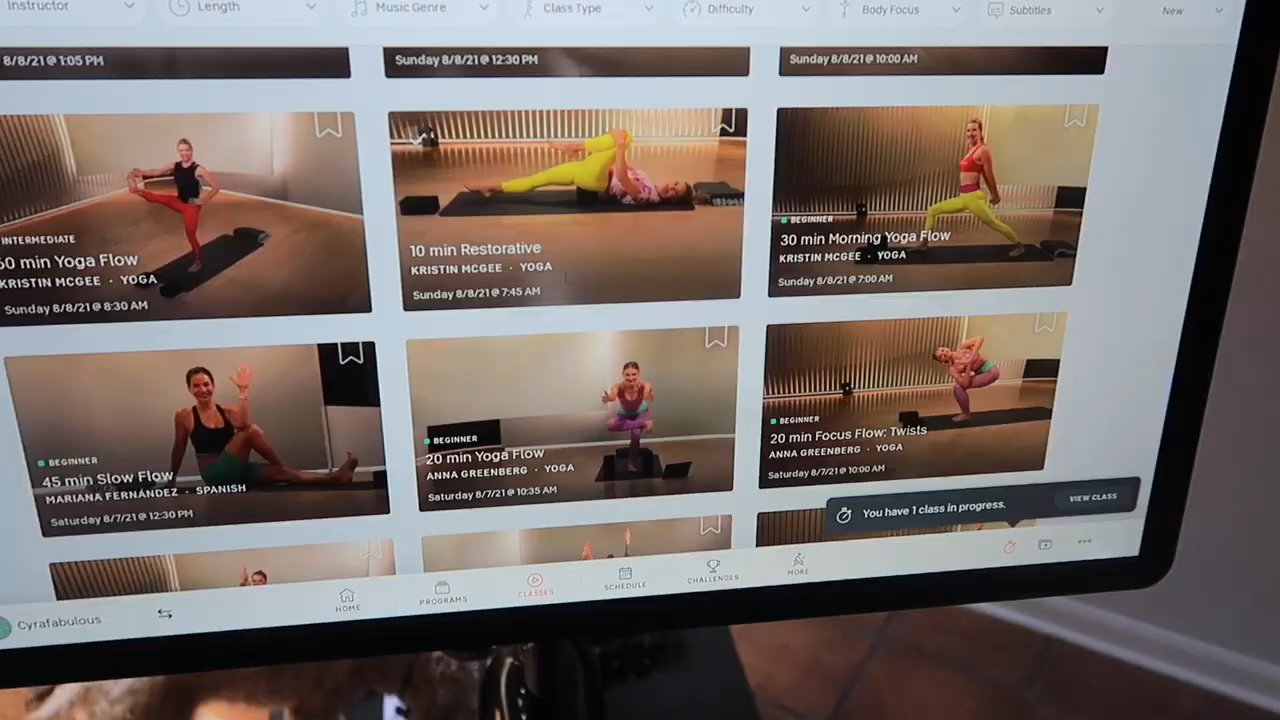 Instructor
Length
Music Genre
Class Type
Difficulty
Body Focus
Subtitles
New
8/8/21 @ 1:05 PM
Sunday 8/8/21 @ 12:30 PM
Sunday 8/8/21 @ 10:00 AM
INTERMEDIATE
60 min Yoga Flow
KRISTIN MCGEE · YOGA
Sunday 8/8/21 @ 8:30 AM
10 min Restorative
KRISTIN MCGEE · YOGA
Sunday 8/8/21 @ 7:45 AM
BEGINNER
30 min Morning Yoga Flow
KRISTIN MCGEE · YOGA
Sunday 8/8/21 @ 7:00 AM
BEGINNER
45 min Slow Flow
MARIANA FERNÁNDEZ · SPANISH
Saturday 8/7/21 @ 12:30 PM
BEGINNER
20 min Yoga Flow
ANNA GREENBERG · YOGA
Saturday 8/7/21 @ 10:35 AM
BEGINNER
20 min Focus Flow: Twists
ANNA GREENBERG · YOGA
Saturday 8/7/21 @ 10:00 AM
You have 1 class in progress.
VIEW CLASS
Cyrafabulous
HOME
PROGRAMS
CLASSES
SCHEDULE
CHALLENGES
MORE